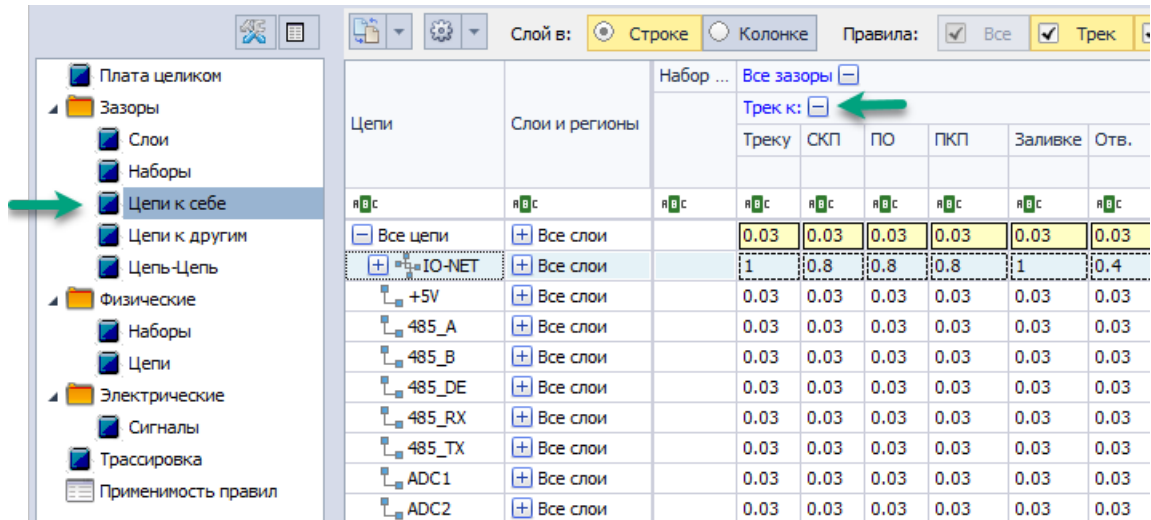 Слой в: Строке Колонке Правила: Все Трек
Плата целиком
Зазоры
Слои
Наборы
Цепи к себе
Цепи к другим
Цепь-Цепь
Физические
Наборы
Цепи
Электрические
Сигналы
Трассировка
Применимость правил
Цепи Слои и регионы Набор ... Все зазоры
Трек к:
Треку СКП ПО ПКП Заливке Отв.
ABC ABC ABC ABC ABC ABC ABC ABC ABC
Все цепи Все слои 0.03 0.03 0.03 0.03 0.03 0.03
IO-NET Все слои 1 0.8 0.8 0.8 1 0.4
+5V Все слои 0.03 0.03 0.03 0.03 0.03 0.03
485_A Все слои 0.03 0.03 0.03 0.03 0.03 0.03
485_B Все слои 0.03 0.03 0.03 0.03 0.03 0.03
485_DE Все слои 0.03 0.03 0.03 0.03 0.03 0.03
485_RX Все слои 0.03 0.03 0.03 0.03 0.03 0.03
485_TX Все слои 0.03 0.03 0.03 0.03 0.03 0.03
ADC1 Все слои 0.03 0.03 0.03 0.03 0.03 0.03
ADC2 Все слои 0.03 0.03 0.03 0.03 0.03 0.03